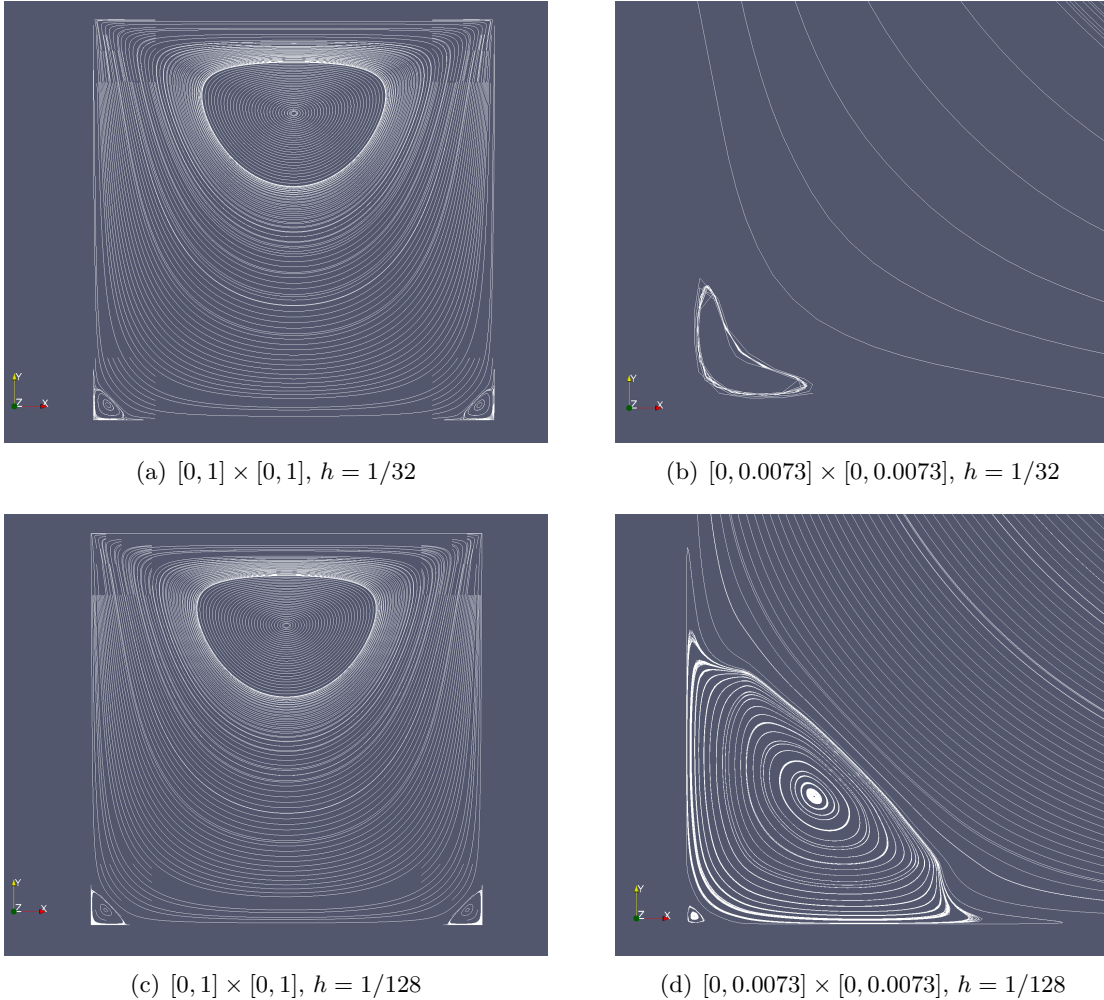 Y
Z X
Y
Z X
(a) [0, 1] × [0, 1], h = 1/32
(b) [0, 0.0073] × [0, 0.0073], h = 1/32
Y
Z X
Y
Z X
(c) [0, 1] × [0, 1], h = 1/128
(d) [0, 0.0073] × [0, 0.0073], h = 1/128